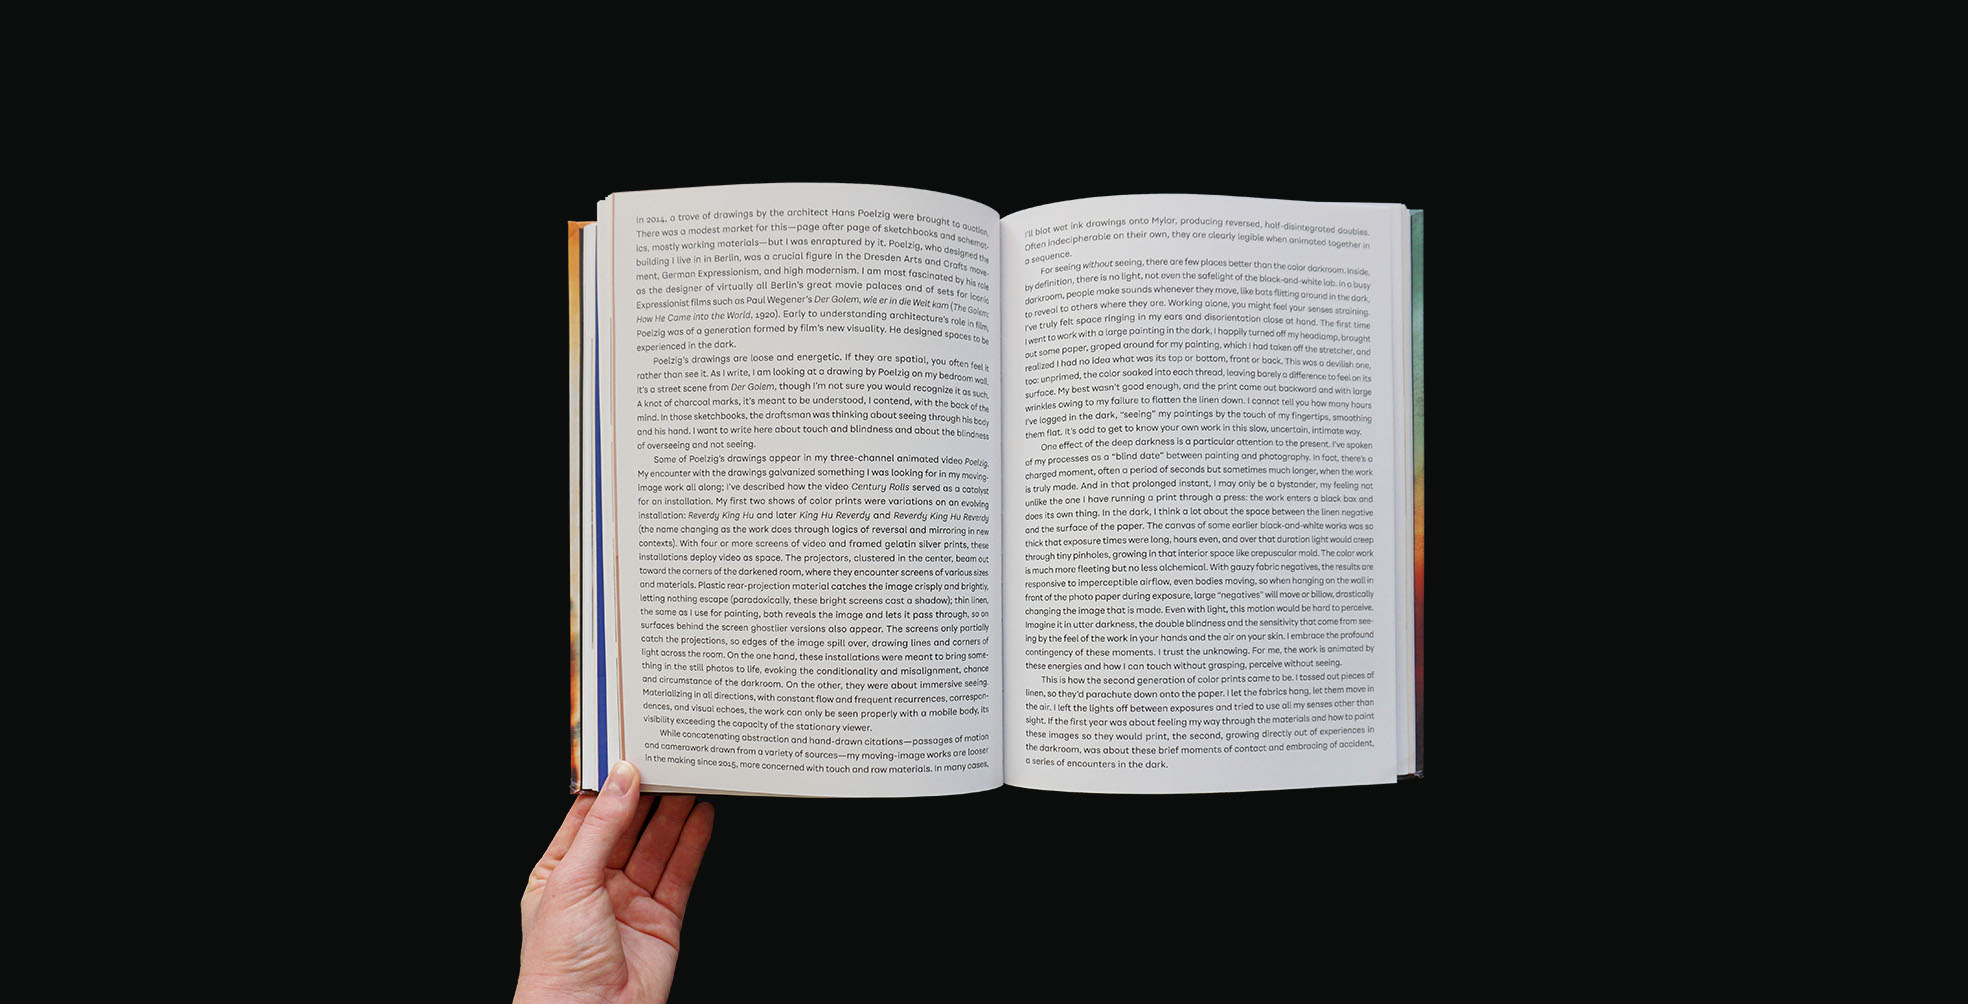 In 2014, a trove of drawings by the architect Hans Poelzig were brought to auction.
There was a modest market for this—page after page of sketchbooks and schemat-
ics, mostly working materials—but I was enraptured by it. Poelzig, who designed the
building I live in in Berlin, was a crucial figure in the Dresden Arts and Crafts move-
ment, German Expressionism, and high modernism. I am most fascinated by his role
as the designer of virtually all Berlin's great movie palaces and of sets for iconic
Expressionist films such as Paul Wegener's Der Golem, wie er in die Welt kam (The Golem:
How He Came into the World, 1920). Early to understanding architecture's role in film,
Poelzig was of a generation formed by film's new visuality. He designed spaces to be
experienced in the dark.
Poelzig's drawings are loose and energetic. If they are spatial, you often feel it
rather than see it. As I write, I am looking at a drawing by Poelzig on my bedroom wall.
It's a street scene from Der Golem, though I'm not sure you would recognize it as such.
A knot of charcoal marks, it's meant to be understood, I contend, with the back of the
mind. In those sketchbooks, the draftsman was thinking about seeing through his body
and his hand. I want to write here about touch and blindness and about the blindness
of overseeing and not seeing.
Some of Poelzig's drawings appear in my three-channel animated video Poelzig.
My encounter with the drawings galvanized something I was looking for in my moving-
image work all along; I've described how the video Century Rolls served as a catalyst
for an installation. My first two shows of color prints were variations on an evolving
installation: Reverdy King Hu and later King Hu Reverdy and Reverdy King Hu Reverdy
(the name changing as the work does through logics of reversal and mirroring in new
contexts). With four or more screens of video and framed gelatin silver prints, these
installations deploy video as space. The projectors, clustered in the center, beam out
toward the corners of the darkened room, where they encounter screens of various sizes
and materials. Plastic rear-projection material catches the image crisply and brightly,
letting nothing escape (paradoxically, these bright screens cast a shadow); thin linen,
the same as I use for painting, both reveals the image and lets it pass through, so on
surfaces behind the screen ghostlier versions also appear. The screens only partially
catch the projections, so edges of the image spill over, drawing lines and corners of
light across the room. On the one hand, these installations were meant to bring some-
thing in the still photos to life, evoking the conditionality and misalignment, chance
and circumstance of the darkroom. On the other, they were about immersive seeing.
Materializing in all directions, with constant flow and frequent recurrences, correspon-
dences, and visual echoes, the work can only be seen properly with a mobile body, its
visibility exceeding the capacity of the stationary viewer.
While concatenating abstraction and hand-drawn citations—passages of motion
and camerawork drawn from a variety of sources—my moving-image works are looser
in the making since 2015, more concerned with touch and raw materials. In many cases,
I'll blot wet ink drawings onto Mylar, producing reversed, half-disintegrated doubles.
Often indecipherable on their own, they are clearly legible when animated together in
a sequence.
For seeing without seeing, there are few places better than the color darkroom. Inside,
by definition, there is no light, not even the safelight of the black-and-white lab. In a busy
darkroom, people make sounds whenever they move, like bats flitting around in the dark,
to reveal to others where they are. Working alone, you might feel your senses straining.
I've truly felt space ringing in my ears and disorientation close at hand. The first time
I went to work with a large painting in the dark, I happily turned off my headlamp, brought
out some paper, groped around for my painting, which I had taken off the stretcher, and
realized I had no idea what was its top or bottom, front or back. This was a devilish one,
too: unprimed, the color soaked into each thread, leaving barely a difference to feel on its
surface. My best wasn't good enough, and the print came out backward and with large
wrinkles owing to my failure to flatten the linen down. I cannot tell you how many hours
I've logged in the dark, "seeing" my paintings by the touch of my fingertips, smoothing
them flat. It's odd to get to know your own work in this slow, uncertain, intimate way.
One effect of the deep darkness is a particular attention to the present. I've spoken
of my processes as a "blind date" between painting and photography. In fact, there's a
charged moment, often a period of seconds but sometimes much longer, when the work
is truly made. And in that prolonged instant, I may only be a bystander, my feeling not
unlike the one I have running a print through a press: the work enters a black box and
does its own thing. In the dark, I think a lot about the space between the linen negative
and the surface of the paper. The canvas of some earlier black-and-white works was so
thick that exposure times were long, hours even, and over that duration light would creep
through tiny pinholes, growing in that interior space like crepuscular mold. The color work
is much more fleeting but no less alchemical. With gauzy fabric negatives, the results are
responsive to imperceptible airflow, even bodies moving, so when hanging on the wall in
front of the photo paper during exposure, large "negatives" will move or billow, drastically
changing the image that is made. Even with light, this motion would be hard to perceive.
Imagine it in utter darkness, the double blindness and the sensitivity that come from see-
ing by the feel of the work in your hands and the air on your skin. I embrace the profound
contingency of these moments. I trust the unknowing. For me, the work is animated by
these energies and how I can touch without grasping, perceive without seeing.
This is how the second generation of color prints came to be. I tossed out pieces of
linen, so they'd parachute down onto the paper. I let the fabrics hang, let them move in
the air. I left the lights off between exposures and tried to use all my senses other than
sight. If the first year was about feeling my way through the materials and how to paint
these images so they would print, the second, growing directly out of experiences in
the darkroom, was about these brief moments of contact and embracing of accident,
a series of encounters in the dark.